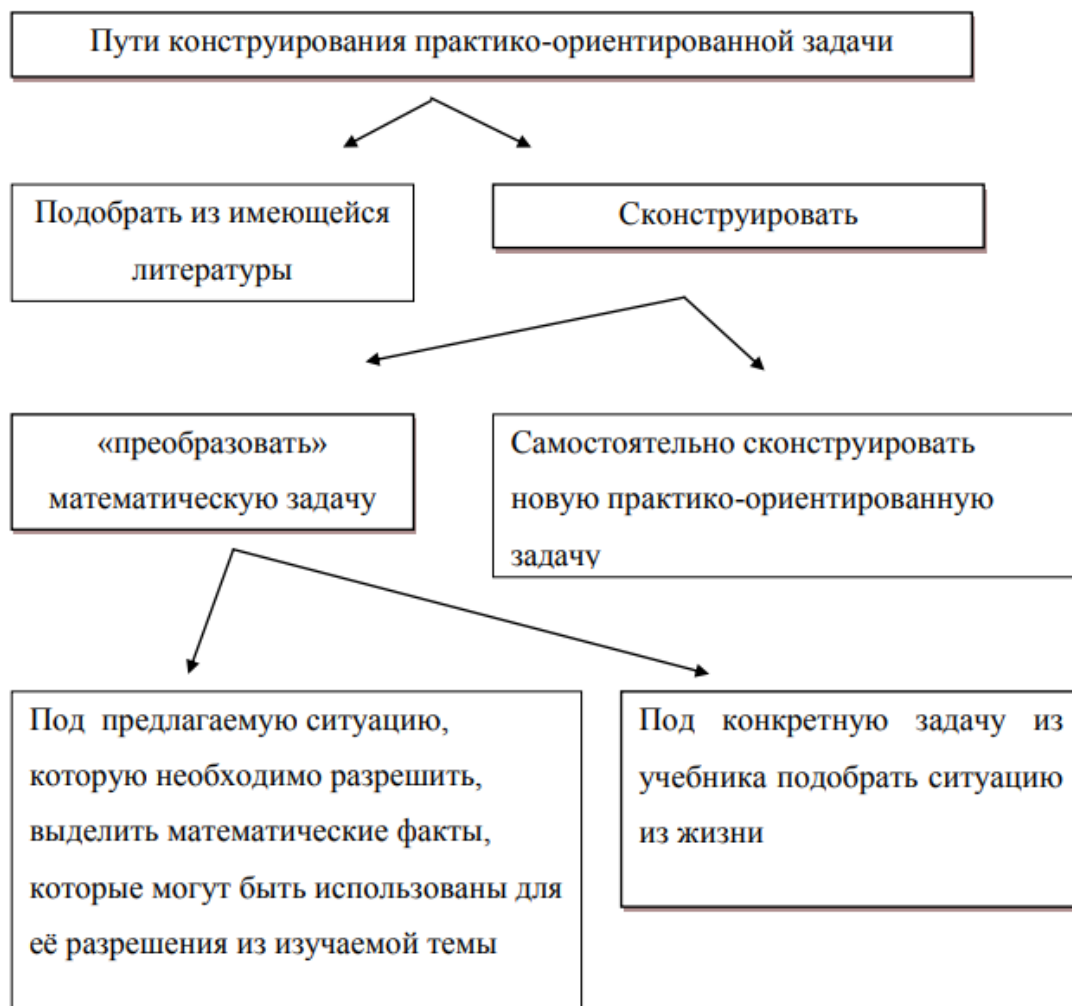 Пути конструирования практико-ориентированной задачи
Подобрать из имеющейся
литературы
Сконструировать
«преобразовать»
математическую задачу
Самостоятельно сконструировать
новую практико-ориентированную
задачу
Под предлагаемую ситуацию,
которую необходимо разрешить,
выделить математические факты,
которые могут быть использованы для
её разрешения из изучаемой темы
Под конкретную задачу из
учебника подобрать ситуацию
из жизни